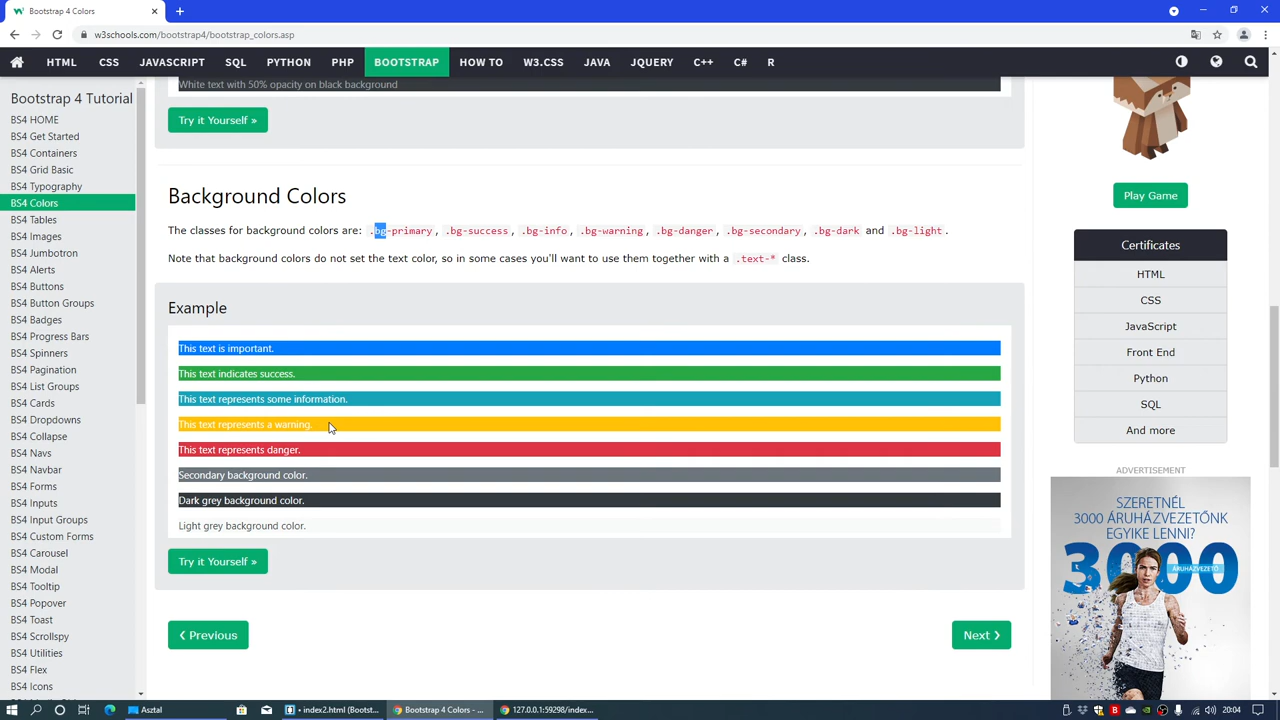 Bootstrap 4 Colors
w3schools.com/bootstrap4/bootstrap_colors.asp
HTML CSS JAVASCRIPT SQL PYTHON PHP BOOTSTRAP HOW TO W3.CSS JAVA JQUERY C++ C# R
Bootstrap 4 Tutorial
BS4 HOME
BS4 Get Started
BS4 Containers
BS4 Grid Basic
BS4 Typography
BS4 Colors
BS4 Tables
BS4 Images
BS4 Jumbotron
BS4 Alerts
BS4 Buttons
BS4 Button Groups
BS4 Badges
BS4 Progress Bars
BS4 Spinners
BS4 Pagination
BS4 List Groups
BS4 Cards
BS4 Dropdowns
BS4 Collapse
BS4 Navs
BS4 Navbar
BS4 Forms
BS4 Inputs
BS4 Input Groups
BS4 Custom Forms
BS4 Carousel
BS4 Modal
BS4 Tooltip
BS4 Popover
BS4 Toast
BS4 Scrollspy
BS4 Utilities
BS4 Flex
BS4 Icons
White text with 50% opacity on black background
Try it Yourself »
Background Colors
The classes for background colors are: .bg-primary, .bg-success, .bg-info, .bg-warning, .bg-danger, .bg-secondary, .bg-dark and .bg-light.
Note that background colors do not set the text color, so in some cases you'll want to use them together with a .text-* class.
Example
This text is important.
This text indicates success.
This text represents some information.
This text represents a warning.
This text represents danger.
Secondary background color.
Dark grey background color.
Light grey background color.
Try it Yourself »
❮ Previous
Next ❯
Play Game
Certificates
HTML
CSS
JavaScript
Front End
Python
SQL
And more
ADVERTISEMENT
SZERETNÉL
3000 ÁRUHÁZVEZETŐNK
EGYIKE LENNI?
3000
ÁRUHÁZVEZETŐ
Asztal
• index2.html (Bootst...
Bootstrap 4 Colors - ...
127.0.0.1:59298/index...
20:04